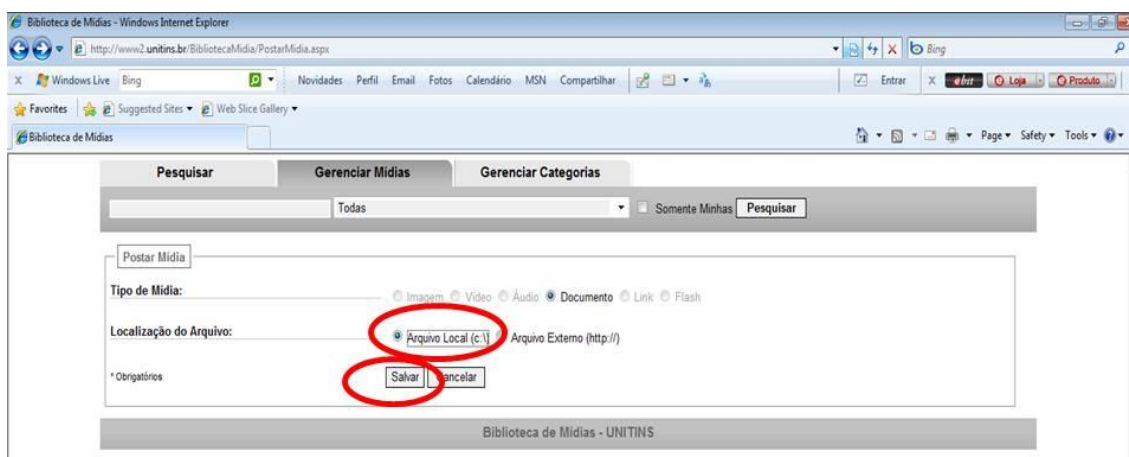 Biblioteca de Mídias - Windows Internet Explorer
http://www2.unitins.br/BibliotecaMidia/PostarMidia.aspx
Bing
X Windows Live Bing Novidades Perfil Email Fotos Calendário MSN Compartilhar Entrar X ebit Loja Produto
Favorites Suggested Sites Web Slice Gallery
Biblioteca de Mídias Page Safety Tools
Pesquisar Gerenciar Mídias Gerenciar Categorias
Todas Somente Minhas Pesquisar
Postar Mídia
Tipo de Mídia:
Imagem Vídeo Áudio Documento Link Flash
Localização do Arquivo:
Arquivo Local (c:\) Arquivo Externo (http://)
* Obrigatórios Salvar Cancelar
Biblioteca de Mídias - UNITINS